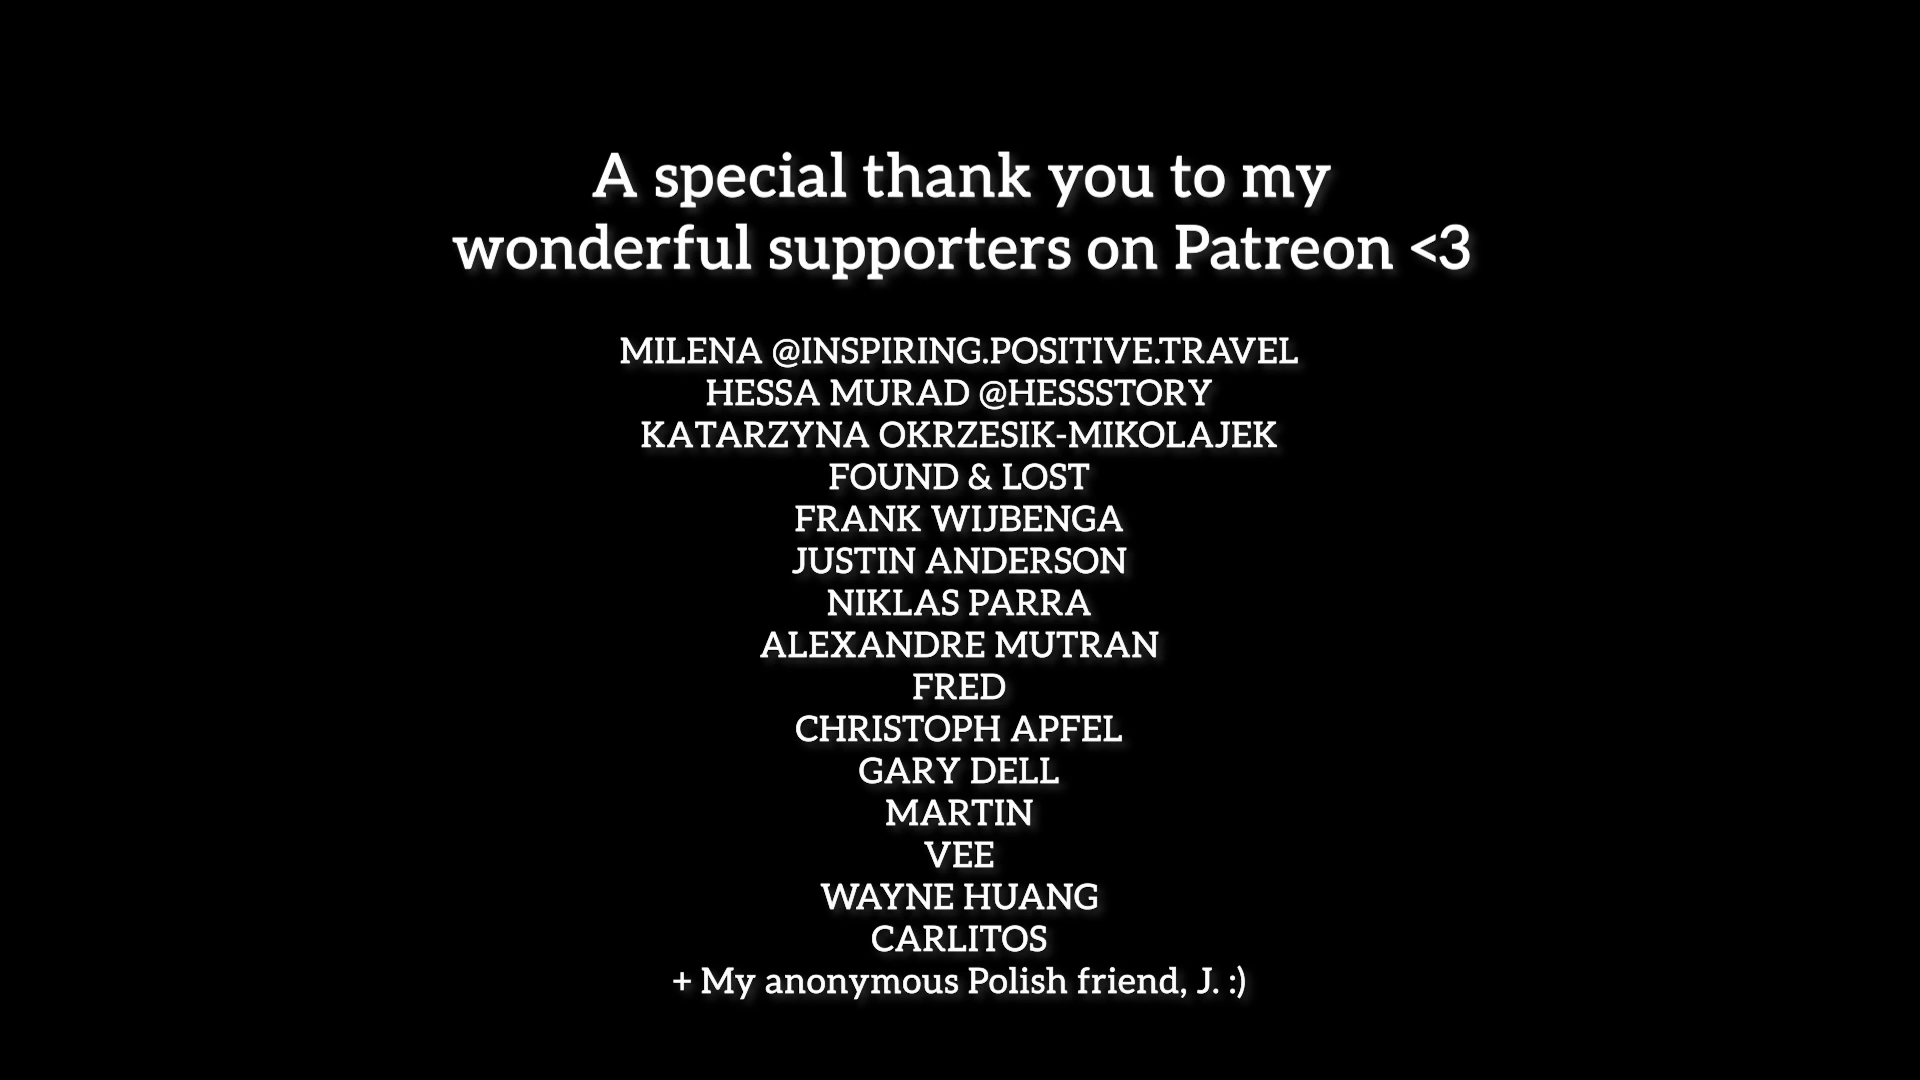 A special thank you to my
wonderful supporters on Patreon <3
MILENA @INSPIRING.POSITIVE.TRAVEL
HESSA MURAD @HESSSTORY
KATARZYNA OKRZESIK-MIKOLAJEK
FOUND & LOST
FRANK WIJBENGA
JUSTIN ANDERSON
NIKLAS PARRA
ALEXANDRE MUTRAN
FRED
CHRISTOPH APFEL
GARY DELL
MARTIN
VEE
WAYNE HUANG
CARLITOS
+ My anonymous Polish friend, J. :)